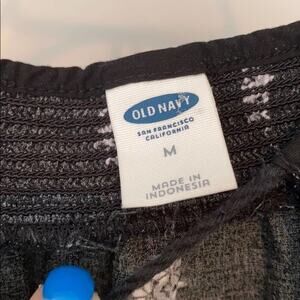 OLD NAVY
SAN FRANCISCO
CALIFORNIA
M
MADE IN
INDONESIA